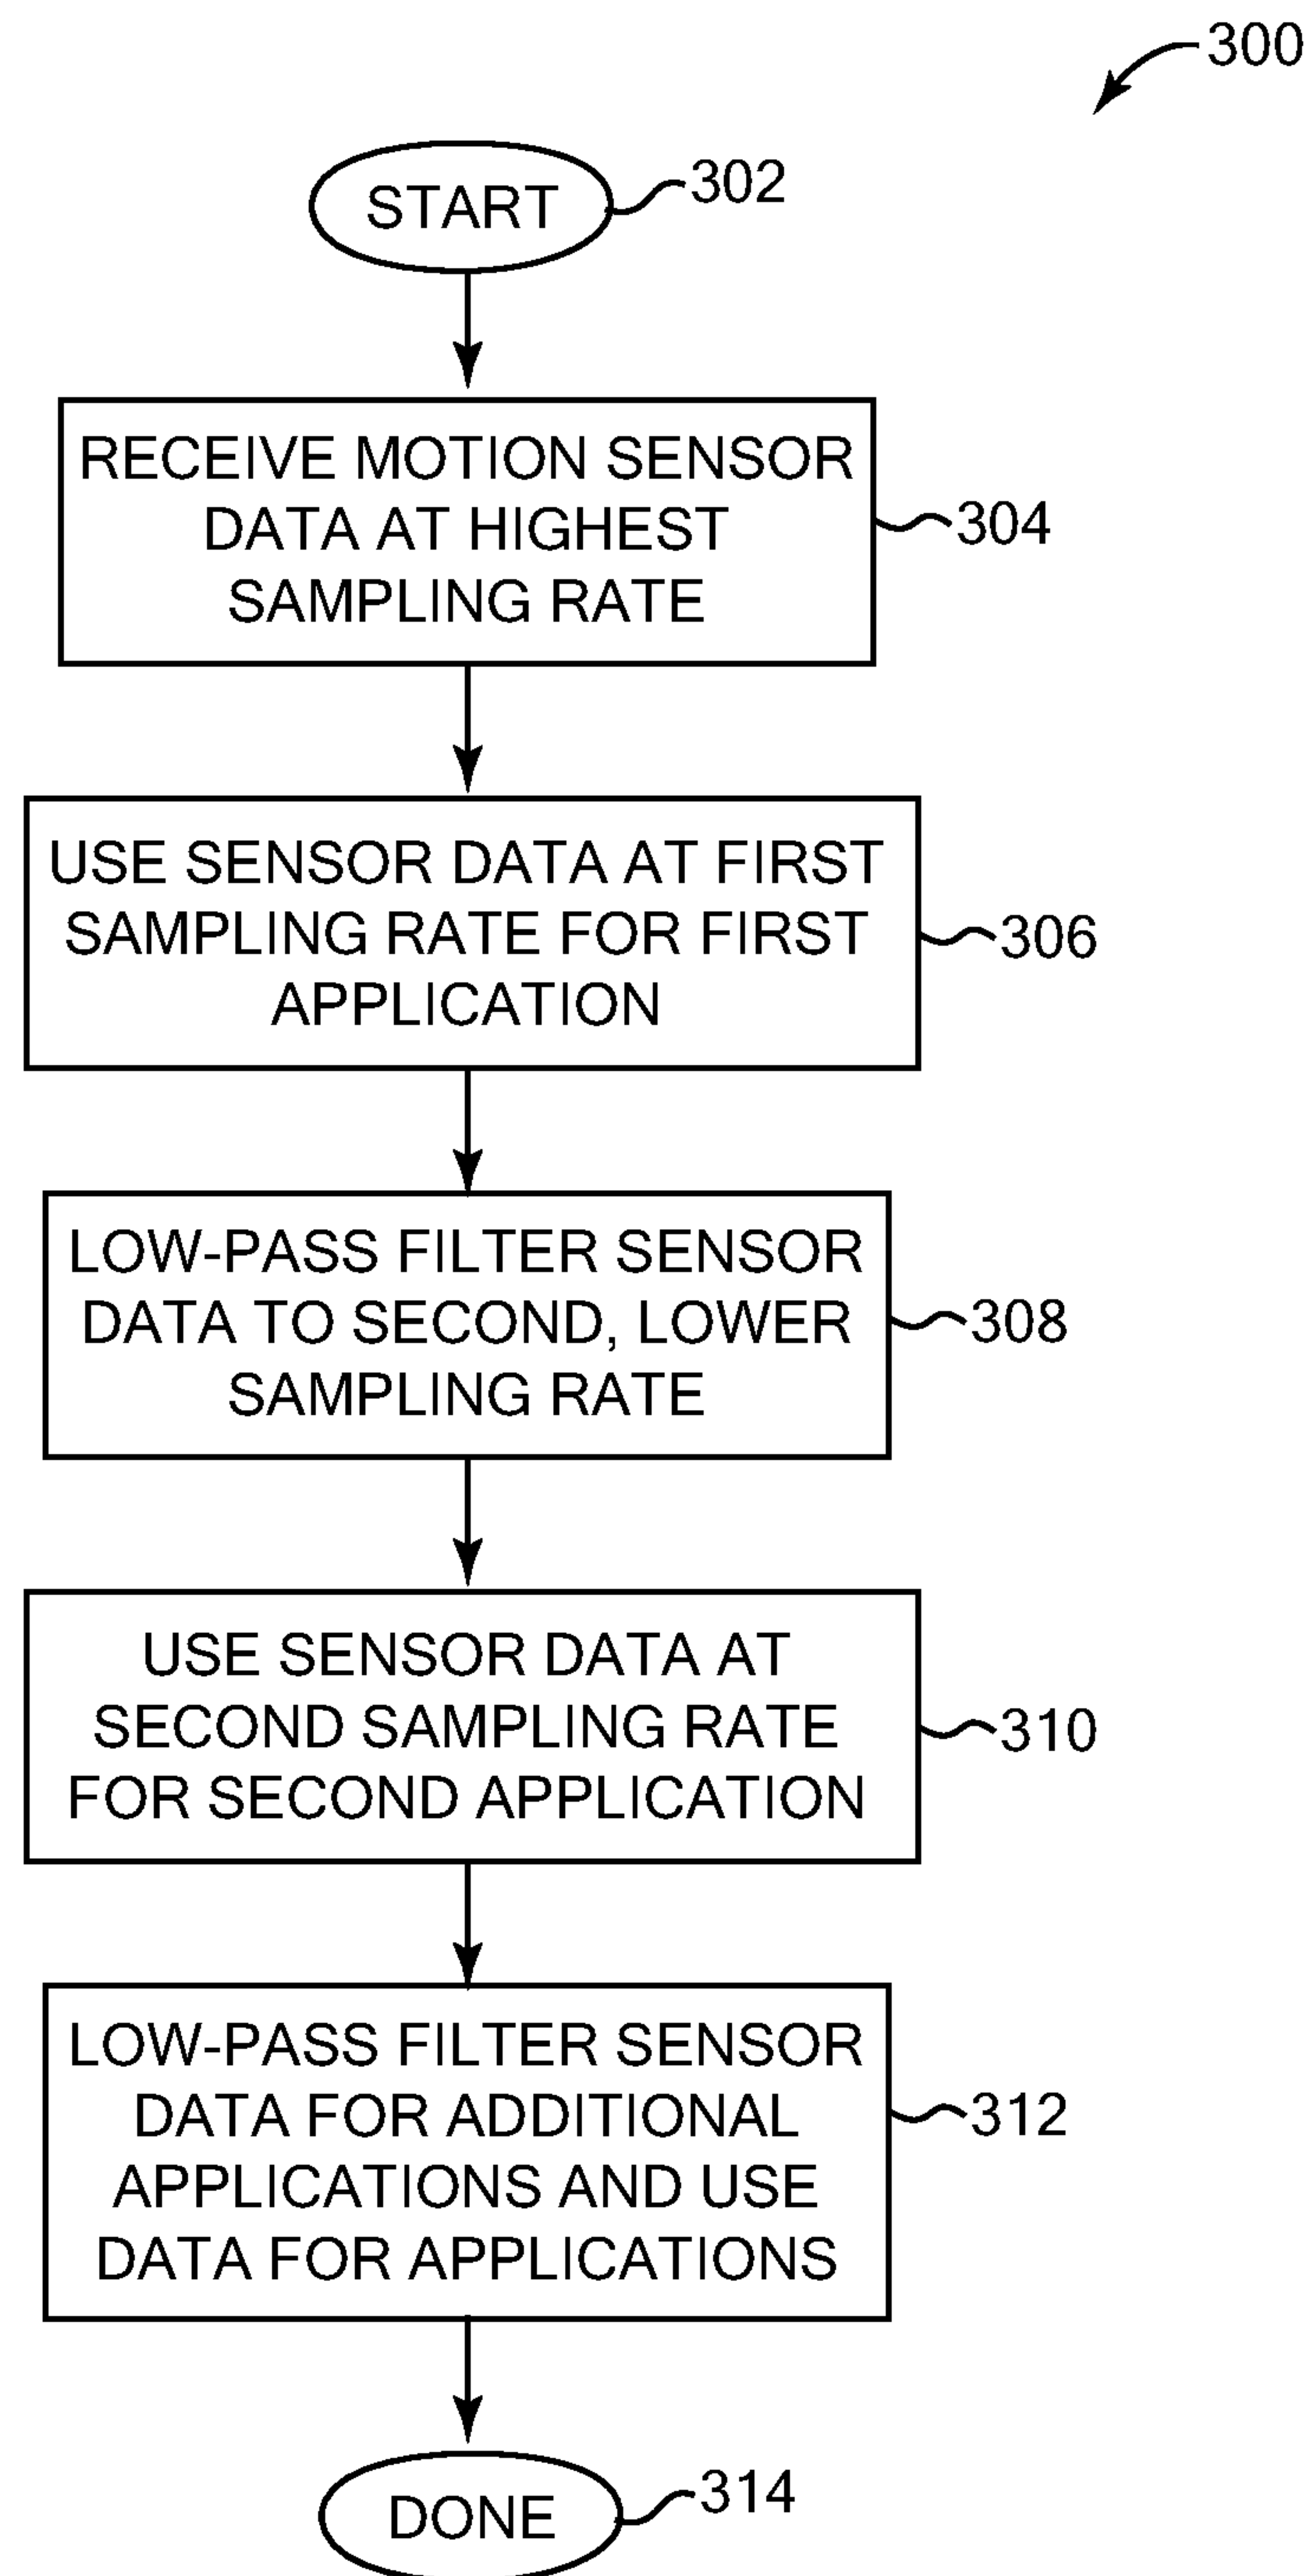 300
START
302
RECEIVE MOTION SENSOR
DATA AT HIGHEST
SAMPLING RATE
304
USE SENSOR DATA AT FIRST
SAMPLING RATE FOR FIRST
APPLICATION
306
LOW-PASS FILTER SENSOR
DATA TO SECOND, LOWER
SAMPLING RATE
308
USE SENSOR DATA AT
SECOND SAMPLING RATE
FOR SECOND APPLICATION
310
LOW-PASS FILTER SENSOR
DATA FOR ADDITIONAL
APPLICATIONS AND USE
DATA FOR APPLICATIONS
312
DONE
314